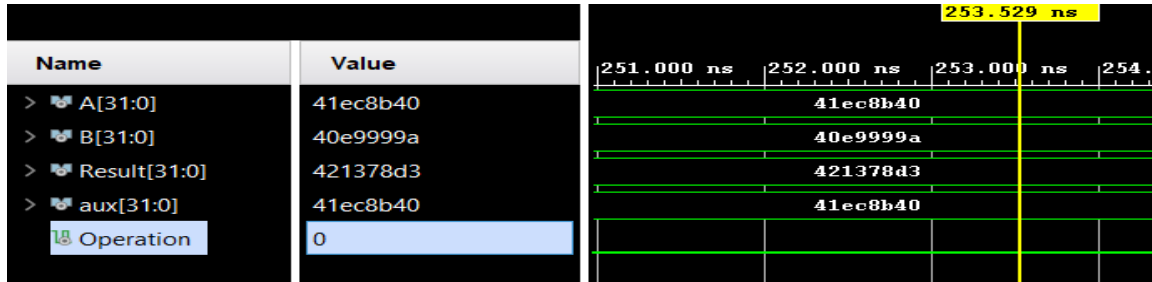 253.529 ns
Name Value
251.000 ns 252.000 ns 253.000 ns 254.
A[31:0] 41ec8b40 41ec8b40
B[31:0] 40e9999a 40e9999a
Result[31:0] 421378d3 421378d3
aux[31:0] 41ec8b40 41ec8b40
Operation 0